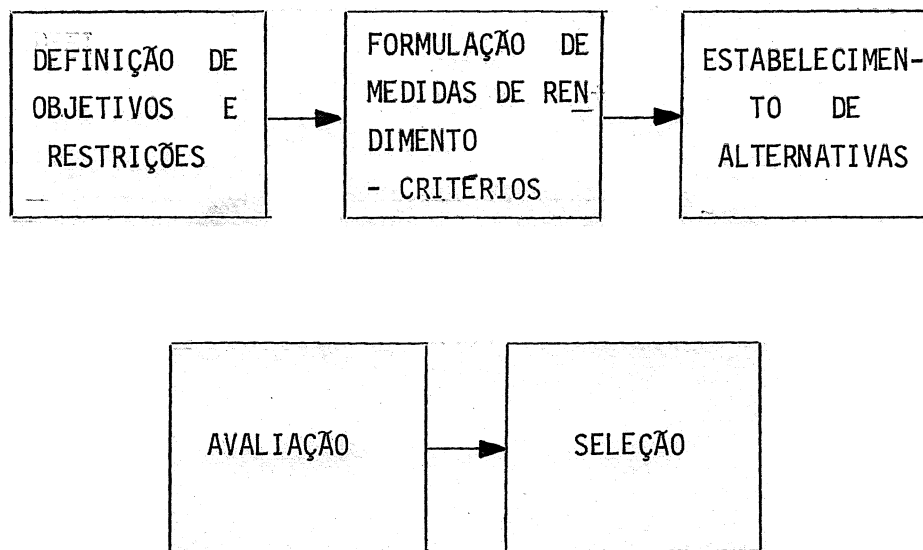 DEFINIÇÃO DE
OBJETIVOS E
RESTRIÇÕES
FORMULAÇÃO DE
MEDIDAS DE REN-
DIMENTO
- CRITÉRIOS
ESTABELECIMEN-
TO DE
ALTERNATIVAS
AVALIAÇÃO
SELEÇÃO